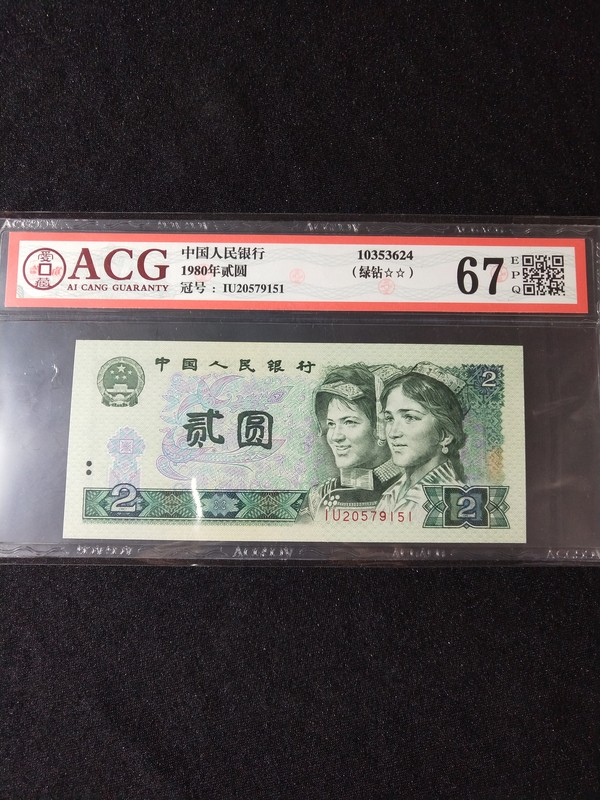 ACG
AI CANG GUARANTY
中国人民银行
1980年贰圆
冠号：IU20579151
10353624
（绿钻☆☆）
67
E
P
Q
中国人民银行
贰圆
2
2
IU20579151
2